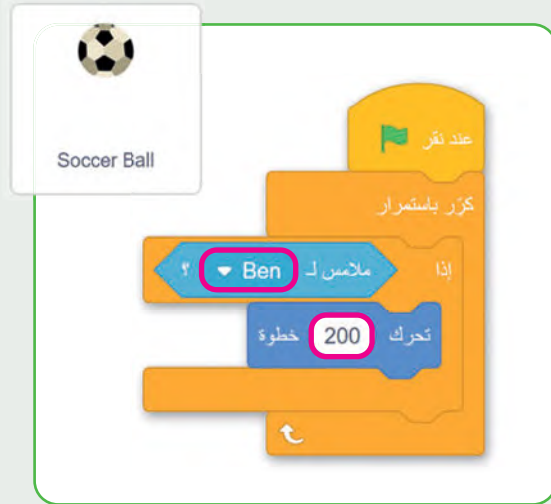 Soccer Ball
عند نقر
كرّر باستمرار
إذا ملامس لـ Ben ؟
تحرك 200 خطوة